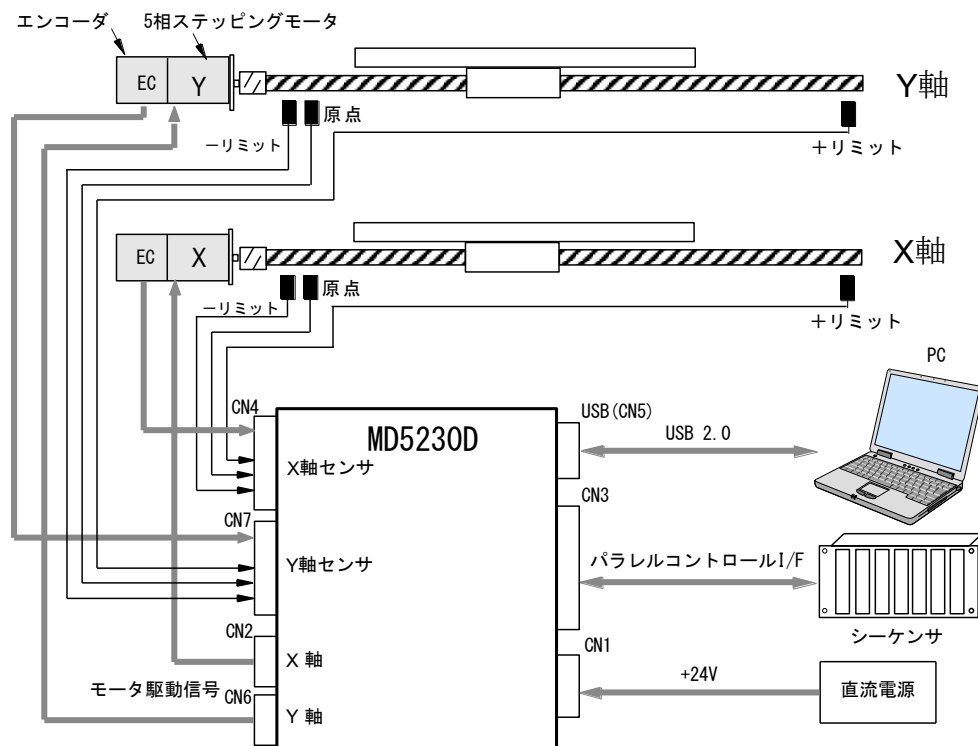 エンコーダ
5相ステッピングモータ
EC
Y
Y軸
原点
－リミット
＋リミット
EC
X
X軸
原点
－リミット
＋リミット
PC
CN4
MD5230D
USB(CN5)
USB 2.0
X軸センサ
CN3
CN7
Y軸センサ
パラレルコントロールI/F
シーケンサ
CN2
CN1
X 軸
+24V
直流電源
モータ駆動信号
CN6
Y 軸